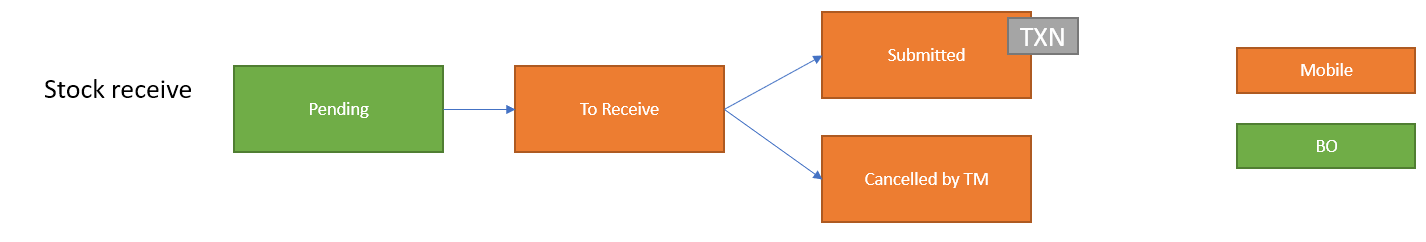 Stock receive
Pending
To Receive
Submitted
TXN
Cancelled by TM
Mobile
BO